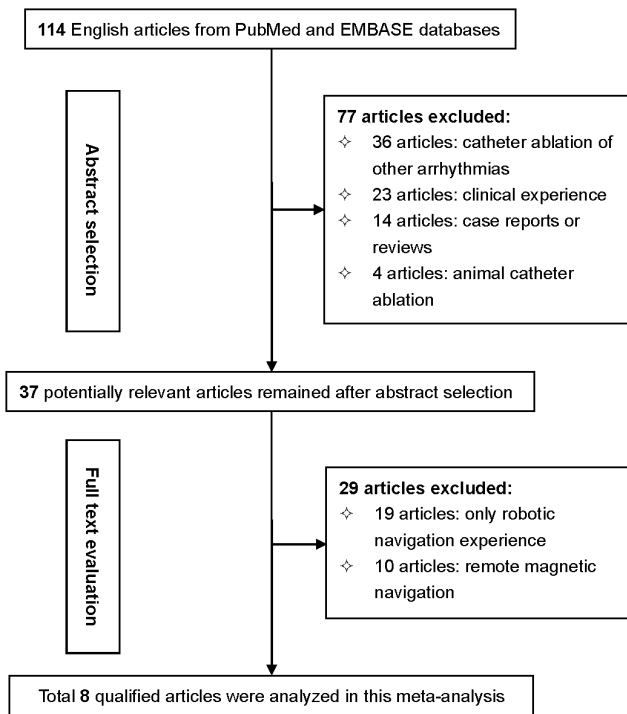 114 English articles from PubMed and EMBASE databases
Abstract selection
77 articles excluded:
✧ 36 articles: catheter ablation of
other arrhythmias
✧ 23 articles: clinical experience
✧ 14 articles: case reports or
reviews
✧ 4 articles: animal catheter
ablation
37 potentially relevant articles remained after abstract selection
Full text evaluation
29 articles excluded:
✧ 19 articles: only robotic
navigation experience
✧ 10 articles: remote magnetic
navigation
Total 8 qualified articles were analyzed in this meta-analysis